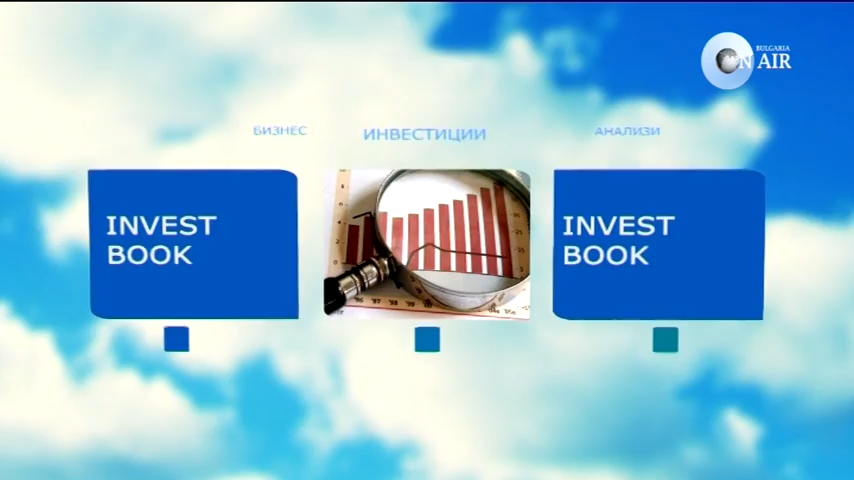 BULGARIA
ON AIR
БИЗНЕС
ИНВЕСТИЦИИ
АНАЛИЗИ
INVEST
BOOK
INVEST
BOOK